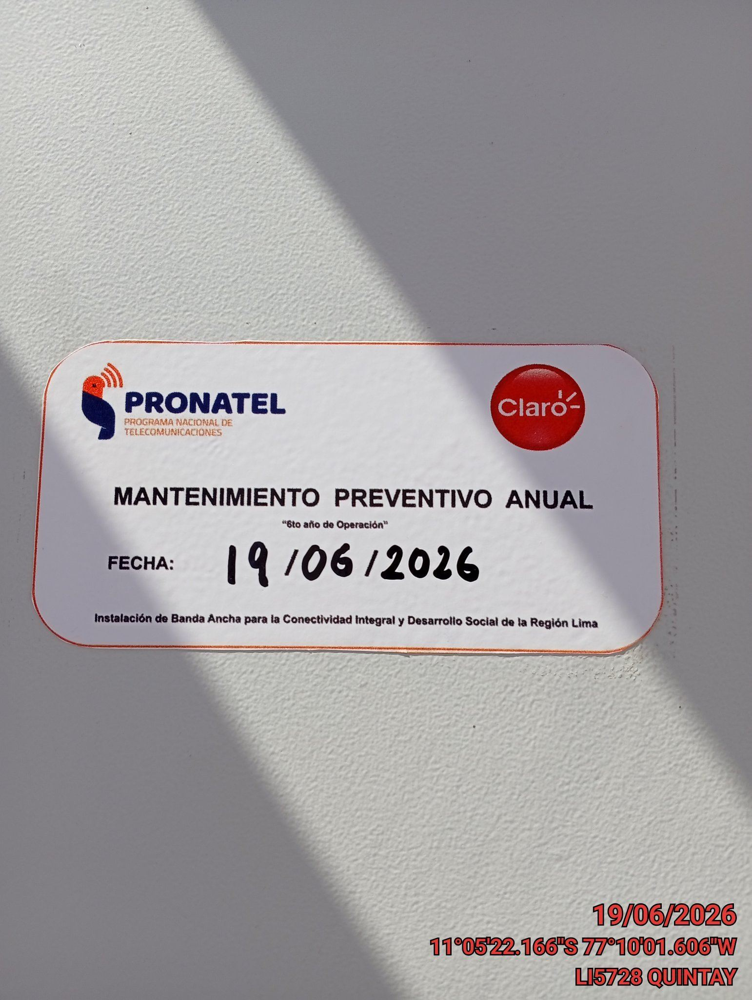 PRONATEL
PROGRAMA NACIONAL DE
TELECOMUNICACIONES
Claro
MANTENIMIENTO PREVENTIVO ANUAL
"6to año de Operación"
FECHA: 19/06/2026
Instalación de Banda Ancha para la Conectividad Integral y Desarrollo Social de la Región Lima
19/06/2026
11°05'22.166"S 77°10'01.606"W
LI5728 QUINTAY